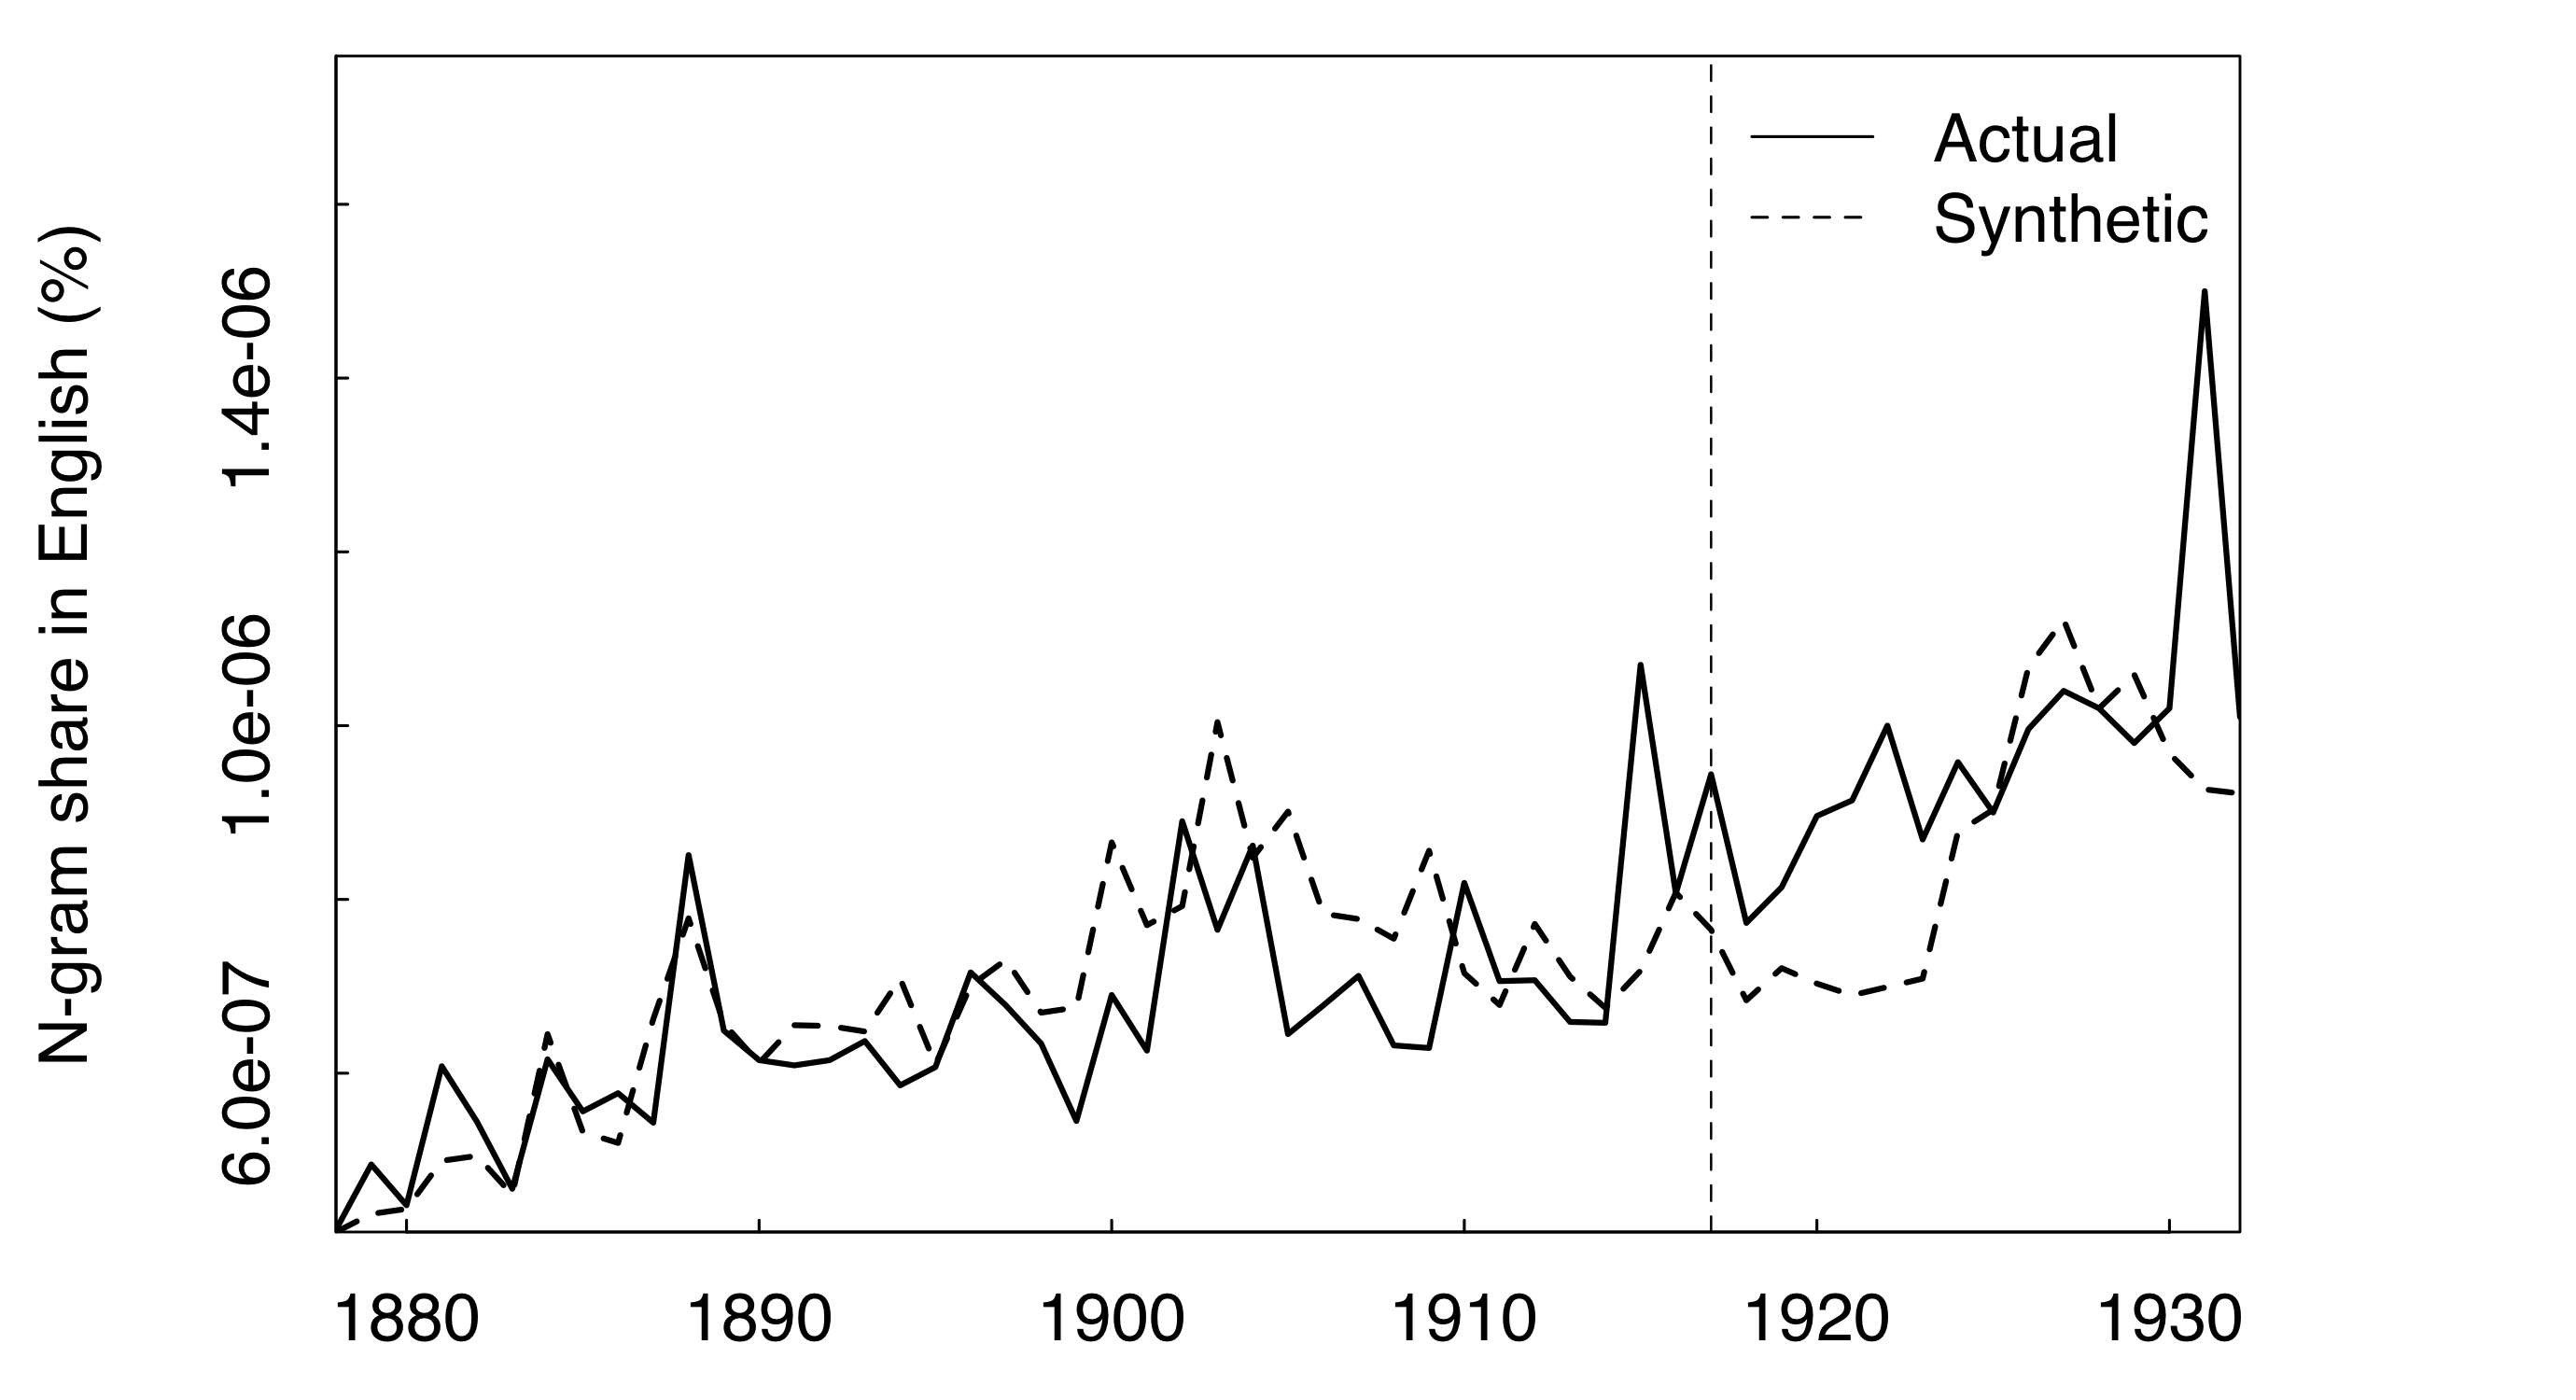 N-gram share in English (%)
1.4e-06
1.0e-06
6.0e-07
Actual
Synthetic
1880 1890 1900 1910 1920 1930